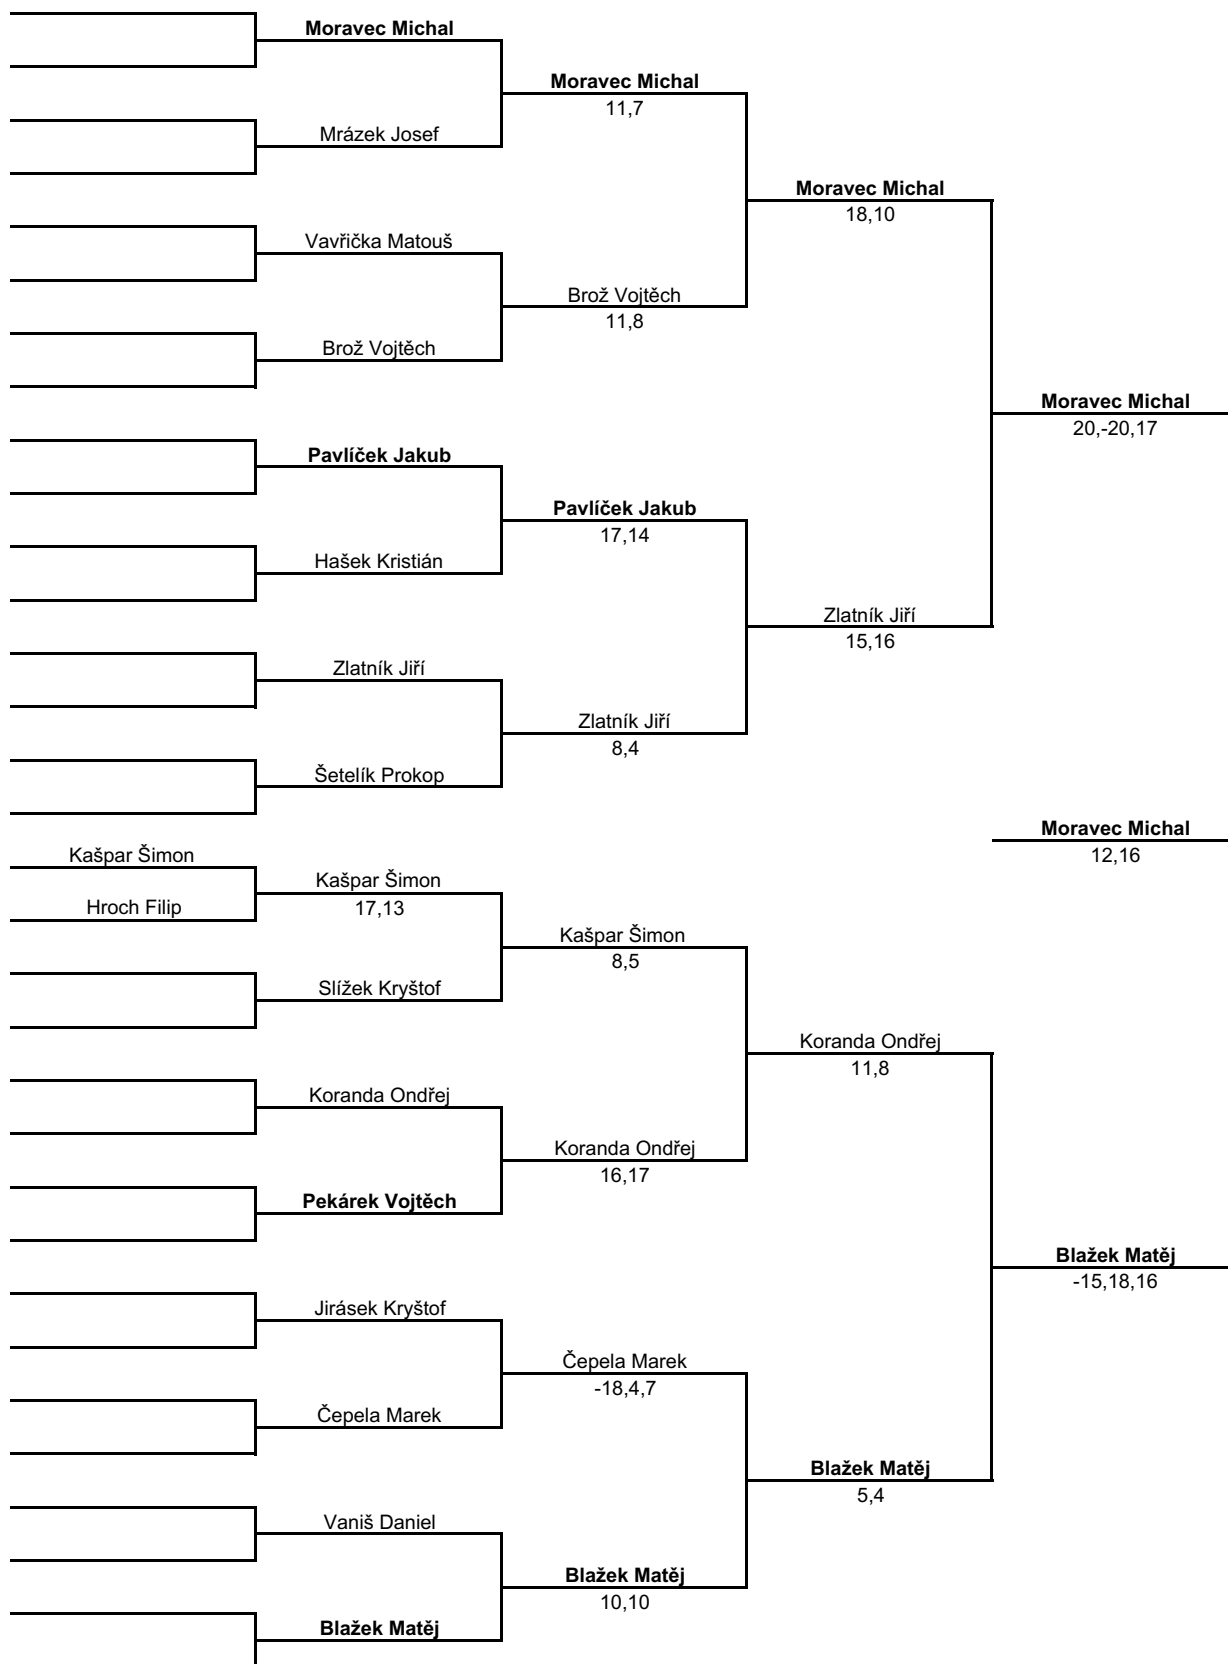 Moravec Michal
Moravec Michal
11,7
Mrázek Josef
Moravec Michal
18,10
Vavřička Matouš
Brož Vojtěch
11,8
Brož Vojtěch
Moravec Michal
20,-20,17
Pavlíček Jakub
Pavlíček Jakub
17,14
Hašek Kristián
Zlatník Jiří
15,16
Zlatník Jiří
Zlatník Jiří
8,4
Šetelík Prokop
Moravec Michal
12,16
Kašpar Šimon
Kašpar Šimon
17,13
Hroch Filip
Kašpar Šimon
8,5
Slížek Kryštof
Koranda Ondřej
11,8
Koranda Ondřej
Koranda Ondřej
16,17
Pekárek Vojtěch
Blažek Matěj
-15,18,16
Jirásek Kryštof
Čepela Marek
-18,4,7
Čepela Marek
Blažek Matěj
5,4
Vaniš Daniel
Blažek Matěj
10,10
Blažek Matěj